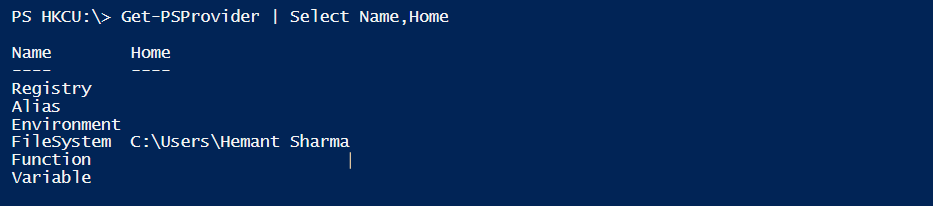 PS HKCU:\> Get-PSProvider | Select Name,Home
Name Home
---- ----
Registry
Alias
Environment
FileSystem C:\Users\Hemant Sharma
Function
Variable